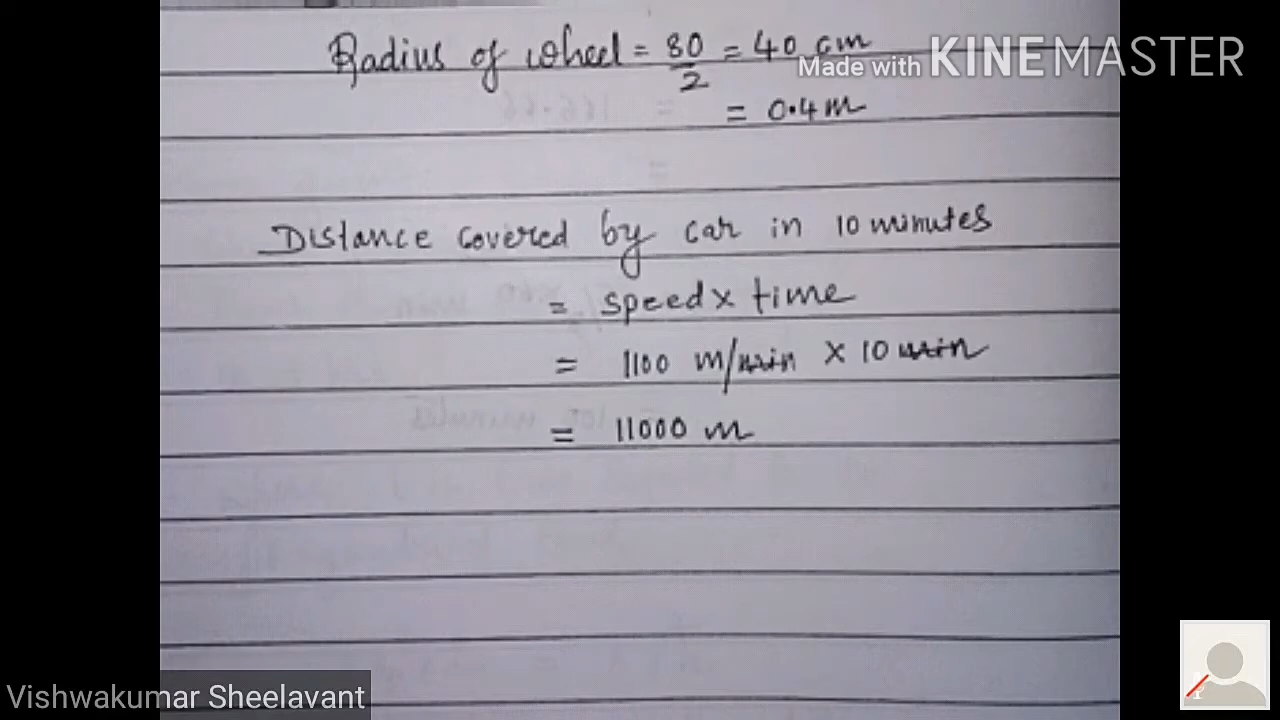 Radius of wheel = 80/2 = 40 cm
Made with KINEMASTER
= 0.4 m
Distance covered by car in 10 minutes
= speed x time
= 1100 m/min x 10 min
= 11000 m
Vishwakumar Sheelavant